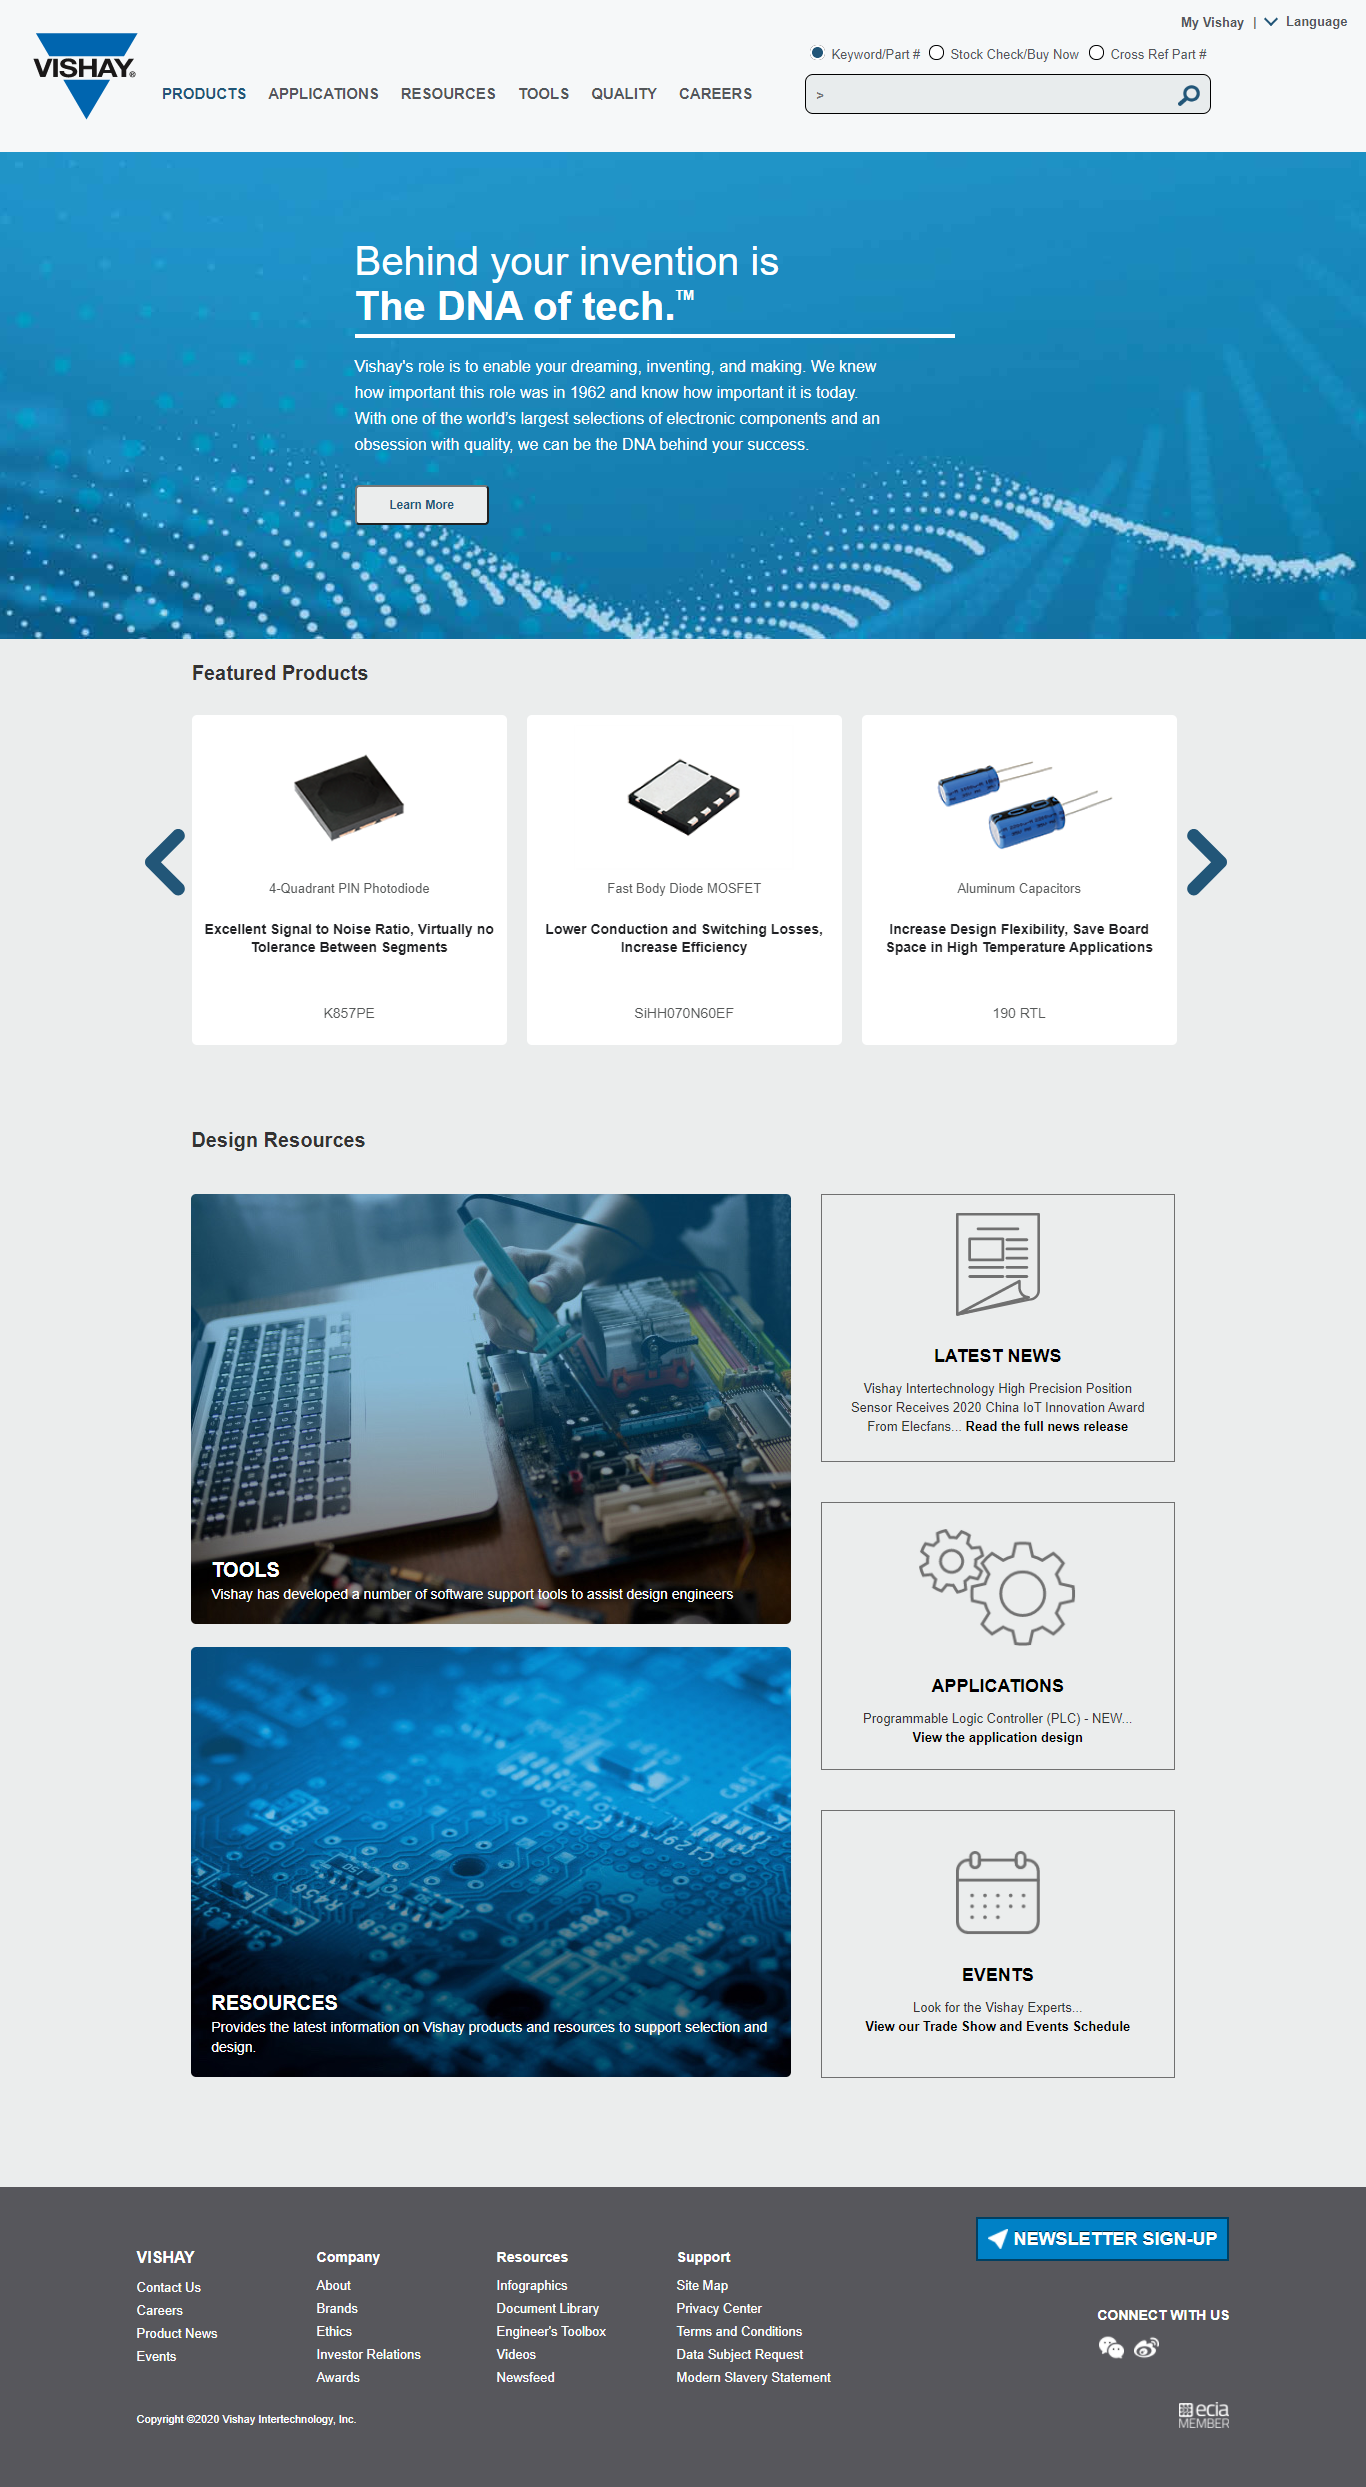 My Vishay | Language
Keyword/Part # Stock Check/Buy Now Cross Ref Part #
VISHAY®
PRODUCTS APPLICATIONS RESOURCES TOOLS QUALITY CAREERS
>
Behind your invention is
The DNA of tech.™
Vishay's role is to enable your dreaming, inventing, and making. We knew
how important this role was in 1962 and know how important it is today.
With one of the world’s largest selections of electronic components and an
obsession with quality, we can be the DNA behind your success.
Learn More
Featured Products
4-Quadrant PIN Photodiode
Excellent Signal to Noise Ratio, Virtually no
Tolerance Between Segments
K857PE
Fast Body Diode MOSFET
Lower Conduction and Switching Losses,
Increase Efficiency
SiHH070N60EF
Aluminum Capacitors
Increase Design Flexibility, Save Board
Space in High Temperature Applications
190 RTL
Design Resources
TOOLS
Vishay has developed a number of software support tools to assist design engineers
LATEST NEWS
Vishay Intertechnology High Precision Position
Sensor Receives 2020 China IoT Innovation Award
From Elecfans... Read the full news release
APPLICATIONS
Programmable Logic Controller (PLC) - NEW...
View the application design
R570
C133
C129
R456
R458
R584
R582
C847
R566
RESOURCES
Provides the latest information on Vishay products and resources to support selection and
design.
EVENTS
Look for the Vishay Experts...
View our Trade Show and Events Schedule
NEWSLETTER SIGN-UP
VISHAY
Contact Us
Careers
Product News
Events
Company
About
Brands
Ethics
Investor Relations
Awards
Resources
Infographics
Document Library
Engineer's Toolbox
Videos
Newsfeed
Support
Site Map
Privacy Center
Terms and Conditions
Data Subject Request
Modern Slavery Statement
CONNECT WITH US
Copyright ©2020 Vishay Intertechnology, Inc.
ecia
MEMBER